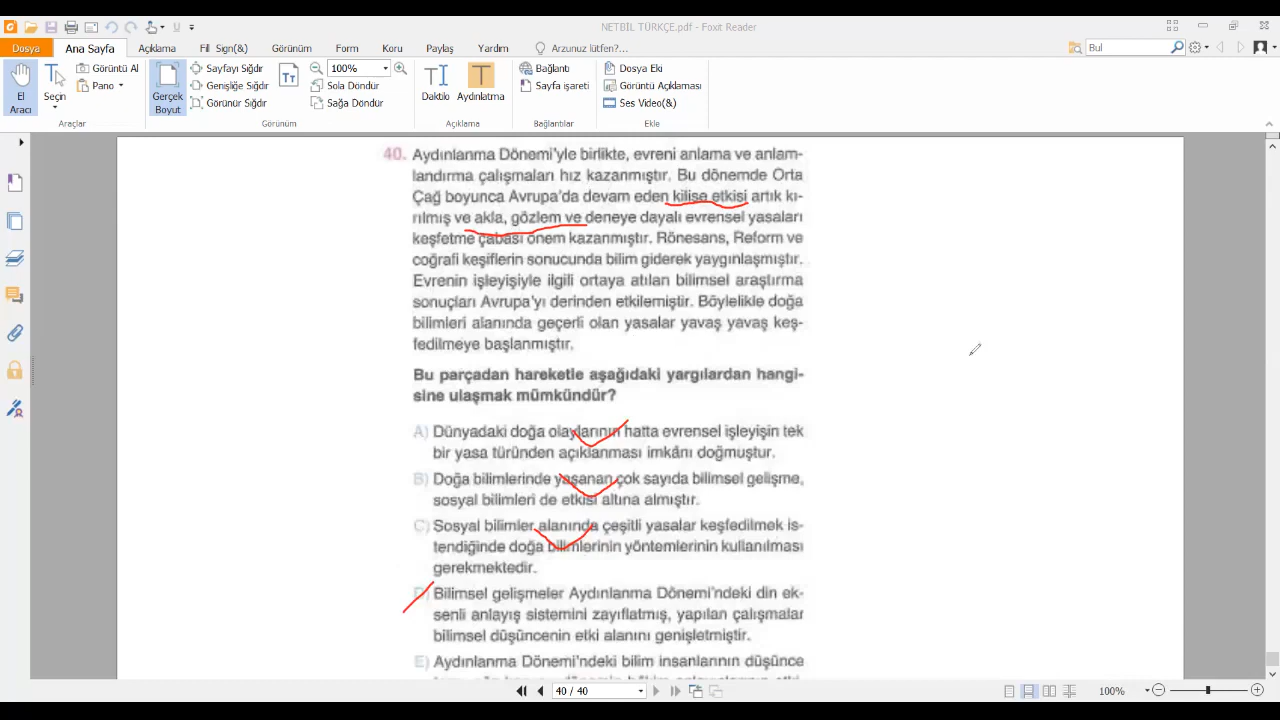 NETBİL TÜRKÇE.pdf - Foxit Reader
Dosya
Ana Sayfa
Açıklama
Fill Sign(&)
Görünüm
Form
Koru
Paylaş
Yardım
Arzunuz lütfen?...
Bul
El Aracı
Seçin
Görüntü Al
Pano
Gerçek Boyut
Sayfayı Sığdır
Genişliğe Sığdır
Görünür Sığdır
100%
Sola Döndür
Sağa Döndür
Daktilo
Aydınlatma
Bağlantı
Sayfa işareti
Dosya Eki
Görüntü Açıklaması
Ses Video(&)
Araçlar
Görünüm
Açıklama
Bağlantılar
Ekle
40. Aydınlanma Dönemi'yle birlikte, evreni anlama ve anlam-
landırma çalışmaları hız kazanmıştır. Bu dönemde Orta
Çağ boyunca Avrupa'da devam eden kilise etkisi artık kı-
rılmış ve akla, gözlem ve deneye dayalı evrensel yasaları
keşfetme çabası önem kazanmıştır. Rönesans, Reform ve
coğrafi keşiflerin sonucunda bilim giderek yaygınlaşmıştır.
Evrenin işleyişiyle ilgili ortaya atılan bilimsel araştırma
sonuçları Avrupa'yı derinden etkilemiştir. Böylelikle doğa
bilimleri alanında geçerli olan yasalar yavaş yavaş keş-
fedilmeye başlanmıştır.
Bu parçadan hareketle aşağıdaki yargılardan hangi-
sine ulaşmak mümkündür?
A) Dünyadaki doğa olaylarının hatta evrensel işleyişin tek
bir yasa türünden açıklanması imkânı doğmuştur.
B) Doğa bilimlerinde yaşanan çok sayıda bilimsel gelişme,
sosyal bilimleri de etkisi altına almıştır.
C) Sosyal bilimler alanında çeşitli yasalar keşfedilmek is-
tendiğinde doğa bilimlerinin yöntemlerinin kullanılması
gerekmektedir.
D) Bilimsel gelişmeler Aydınlanma Dönemi'ndeki din ek-
senli anlayış sistemini zayıflatmış, yapılan çalışmalar
bilimsel düşüncenin etki alanını genişletmiştir.
E) Aydınlanma Dönemi'ndeki bilim insanlarının düşünce
40 / 40
100%